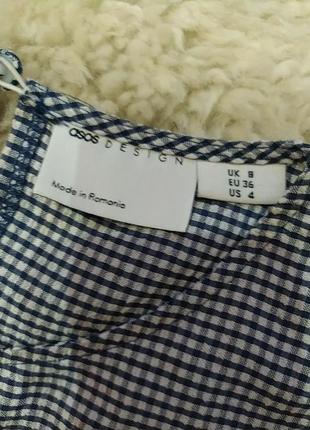 asos DESIGN
Made in Romania
UK 8
EU 36
US 4